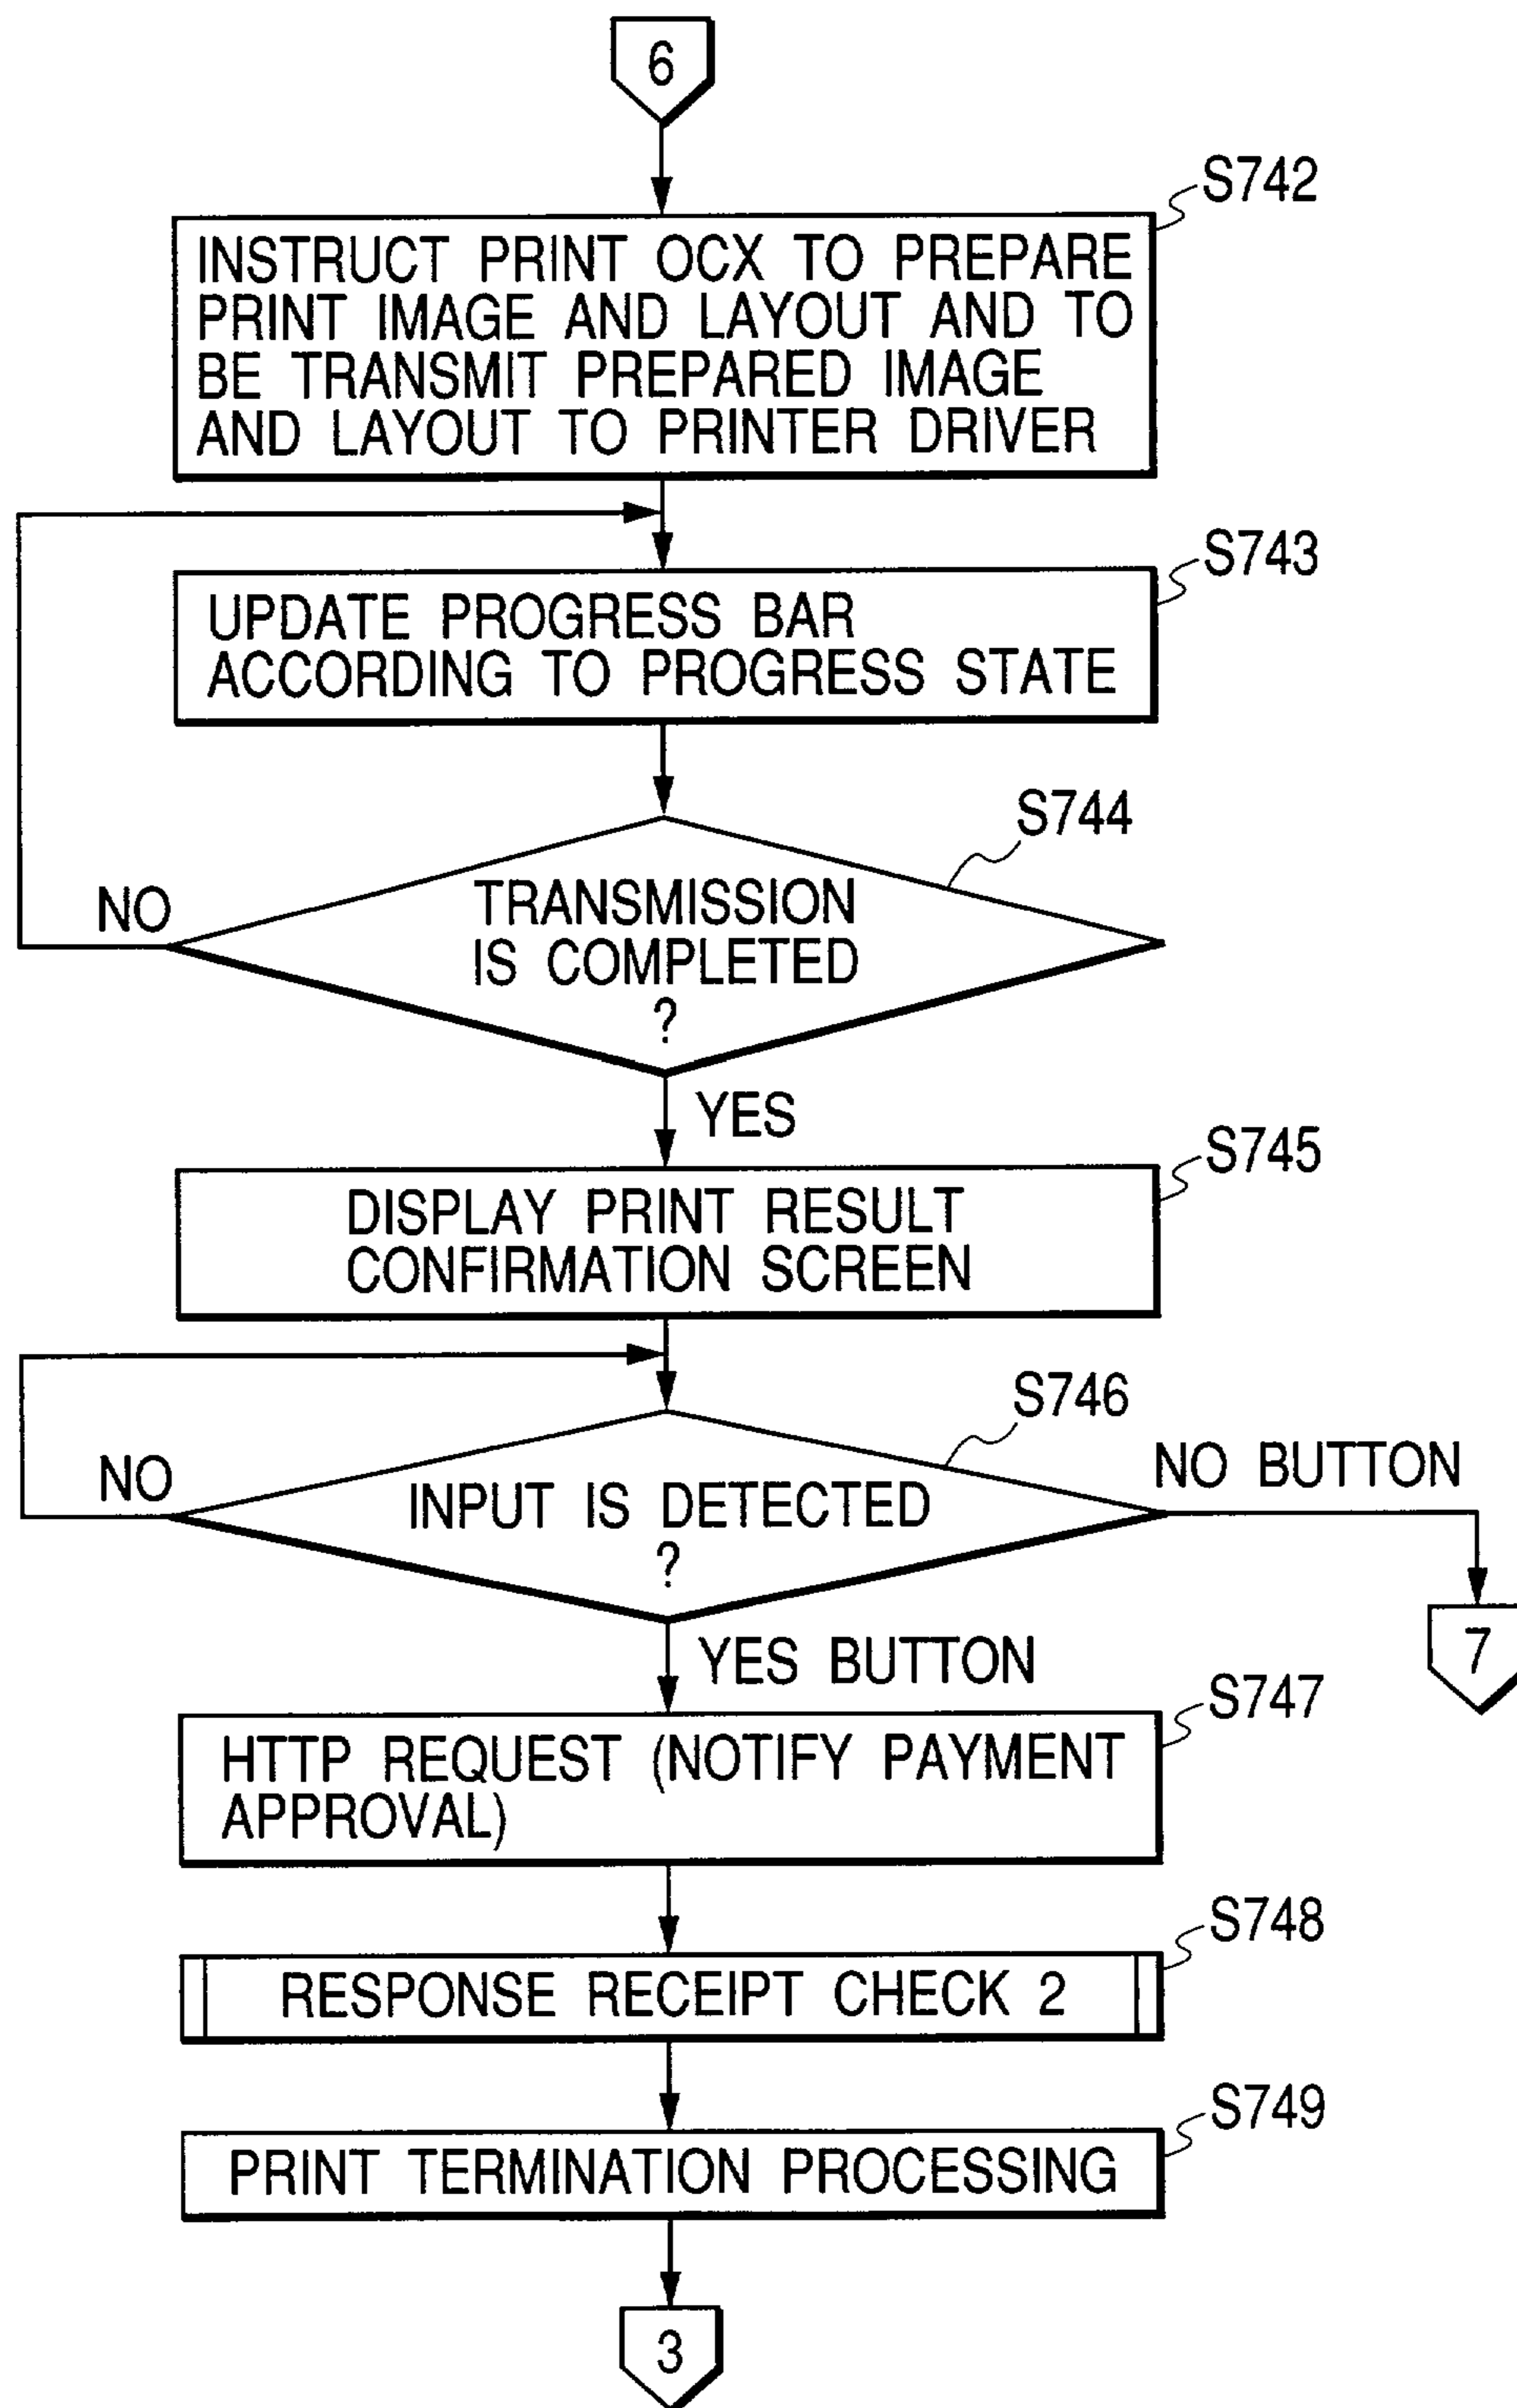 6
S742
INSTRUCT PRINT OCX TO PREPARE
PRINT IMAGE AND LAYOUT AND TO
BE TRANSMIT PREPARED IMAGE
AND LAYOUT TO PRINTER DRIVER
S743
UPDATE PROGRESS BAR
ACCORDING TO PROGRESS STATE
S744
NO
TRANSMISSION
IS COMPLETED
?
YES
S745
DISPLAY PRINT RESULT
CONFIRMATION SCREEN
S746
NO
INPUT IS DETECTED
?
NO BUTTON
7
YES BUTTON
S747
HTTP REQUEST (NOTIFY PAYMENT
APPROVAL)
S748
RESPONSE RECEIPT CHECK 2
S749
PRINT TERMINATION PROCESSING
3